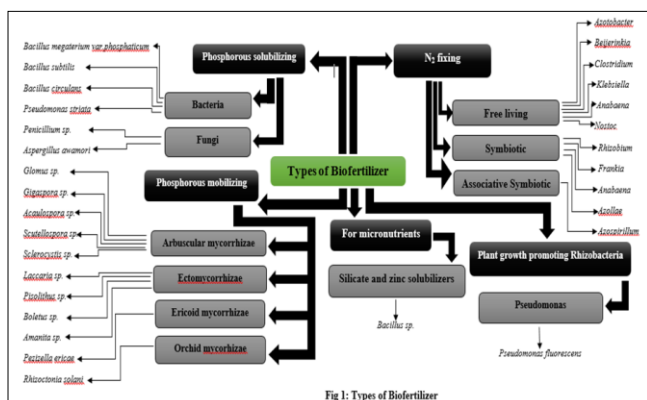 Bacillus megaterium var.phosphaticum
Bacillus subtilis
Bacillus circulans
Pseudomonas striata
Penicillium sp.
Aspergillus awamori
Phosphorous solubilizing
Bacteria
Fungi
N2 fixing
Free living
Symbiotic
Associative Symbiotic
Azotobacter
Beijerinkia
Clostridium
Klebsiella
Anabaena
Nostoc
Rhizobium
Frankia
Anabaena
Azollae
Azospirillum
Types of Biofertilizer
Phosphorous mobilizing
Glomus sp.
Gigaspora sp.
Acaulospora sp.
Scutellospora sp.
Sclerocystis sp.
Laccaria sp.
Pisolithus sp.
Boletus sp.
Amanita sp.
Pezizella ericae
Rhizoctonia solani
Arbuscular mycorrhizae
Ectomycorrhizae
Ericoid mycorrhizae
Orchid mycorhizae
For micronutrients
Silicate and zinc solubilizers
Bacillus sp.
Plant growth promoting Rhizobacteria
Pseudomonas
Pseudomonas fluorescens
Fig 1: Types of Biofertilizer